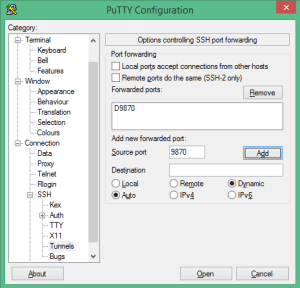 PuTTY Configuration
Category:
Terminal
Keyboard
Bell
Features
Window
Appearance
Behaviour
Translation
Selection
Colours
Connection
Data
Proxy
Telnet
Rlogin
SSH
Kex
Auth
TTY
X11
Tunnels
Bugs
Options controlling SSH port forwarding
Port forwarding
Local ports accept connections from other hosts
Remote ports do the same (SSH-2 only)
Forwarded ports:
Remove
D9870
Add new forwarded port:
Source port 9870 Add
Destination
Local Remote Dynamic
Auto IPv4 IPv6
About Open Cancel